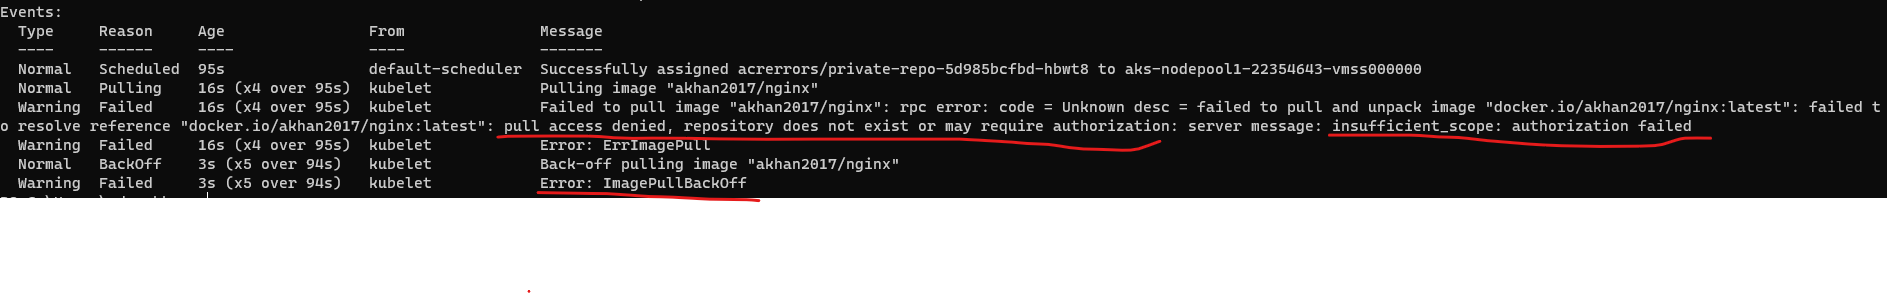 Events:
Type Reason Age From Message
---- ------ ---- ---- -------
Normal Scheduled 95s default-scheduler Successfully assigned acrerrors/private-repo-5d985bcfbd-hbwt8 to aks-nodepool1-22354643-vmss000000
Normal Pulling 16s (x4 over 95s) kubelet Pulling image "akhan2017/nginx"
Warning Failed 16s (x4 over 95s) kubelet Failed to pull image "akhan2017/nginx": rpc error: code = Unknown desc = failed to pull and unpack image "docker.io/akhan2017/nginx:latest": failed t
o resolve reference "docker.io/akhan2017/nginx:latest": pull access denied, repository does not exist or may require authorization: server message: insufficient_scope: authorization failed
Warning Failed 16s (x4 over 95s) kubelet Error: ErrImagePull
Normal BackOff 3s (x5 over 94s) kubelet Back-off pulling image "akhan2017/nginx"
Warning Failed 3s (x5 over 94s) kubelet Error: ImagePullBackOff